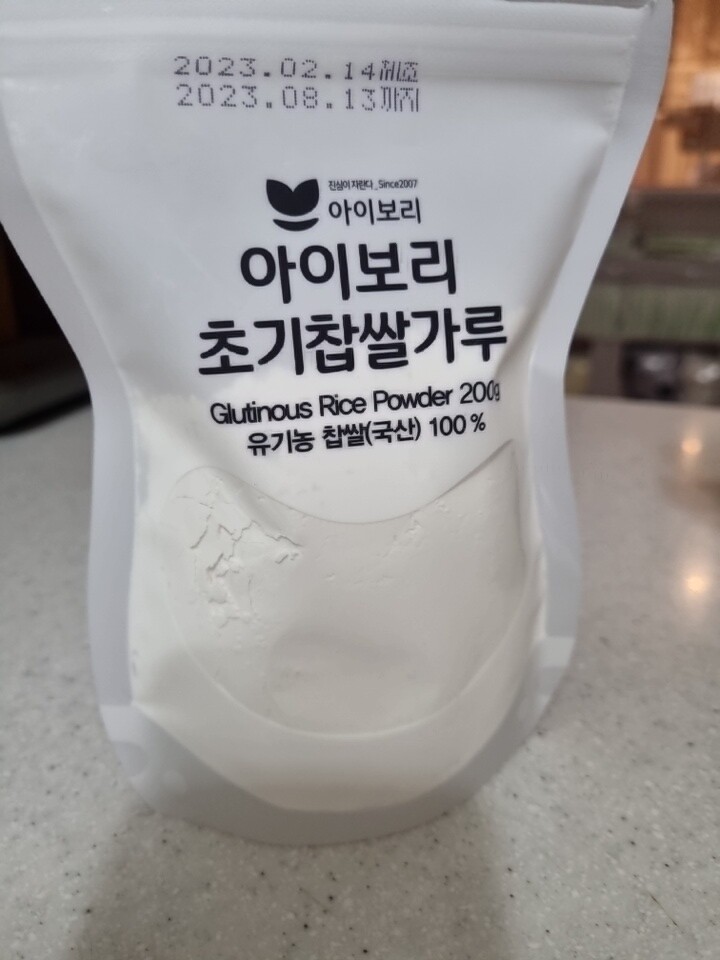 2023.02.14제조
2023.08.13까지
진심이 자란다_Since2007
아이보리
아이보리
초기찹쌀가루
Glutinous Rice Powder 200g
유기농 찹쌀(국산) 100 %